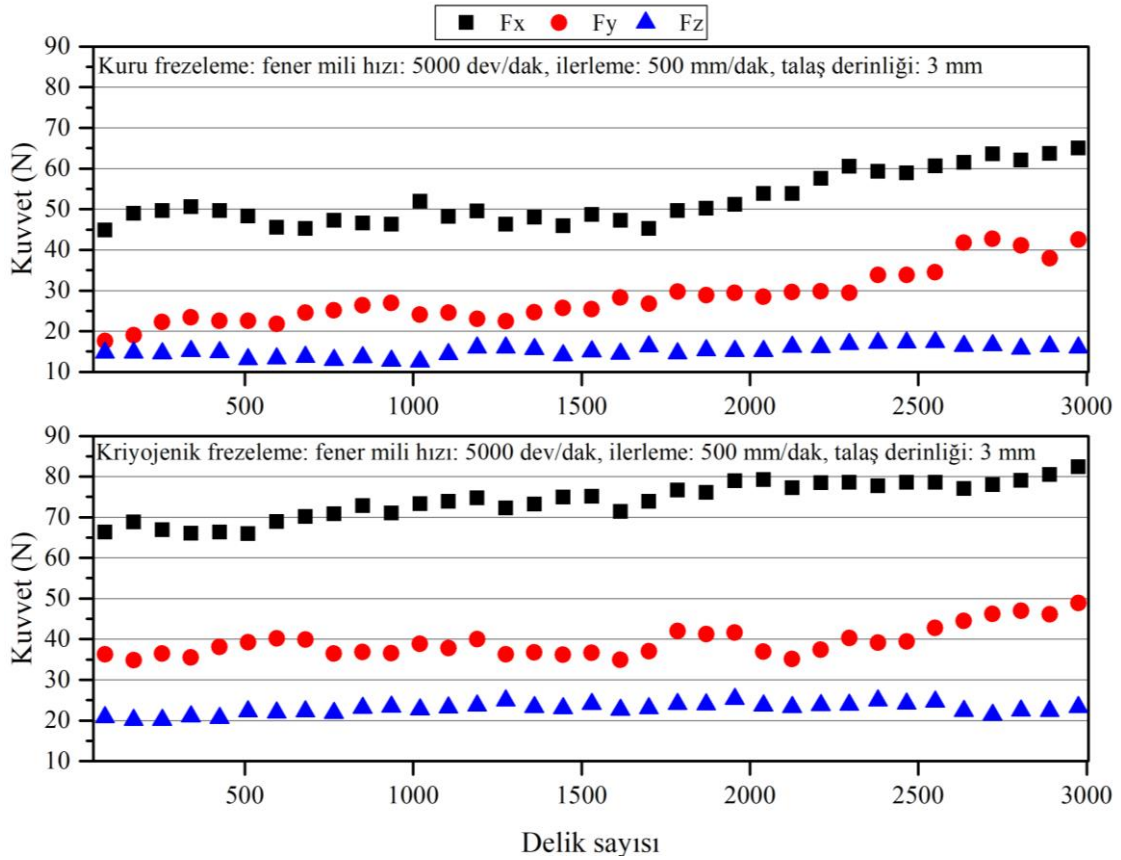 Fx Fy Fz
Kuru frezeleme: fener mili hızı: 5000 dev/dak, ilerleme: 500 mm/dak, talaş derinliği: 3 mm
Kuvvet (N)
90
80
70
60
50
40
30
20
10
500 1000 1500 2000 2500 3000
Kriyojenik frezeleme: fener mili hızı: 5000 dev/dak, ilerleme: 500 mm/dak, talaş derinliği: 3 mm
Kuvvet (N)
90
80
70
60
50
40
30
20
10
500 1000 1500 2000 2500 3000
Delik sayısı